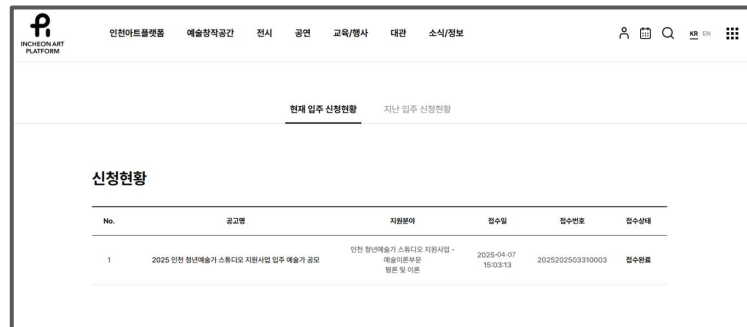 INCHEON ART
PLATFORM
인천아트플랫폼 예술창작공간 전시 공연 교육/행사 대관 소식/정보
KR EN
현재 입주 신청현황 지난 입주 신청현황
신청현황
No. 공고명 지원분야 접수일 접수번호 접수상태
1 2025 인천 청년예술가 스튜디오 지원사업 입주 예술가 공모 인천 청년예술가 스튜디오 지원사업 - 예술이론부문 평론 및 이론 2025-04-07 15:03:13 2025202503310003 접수완료